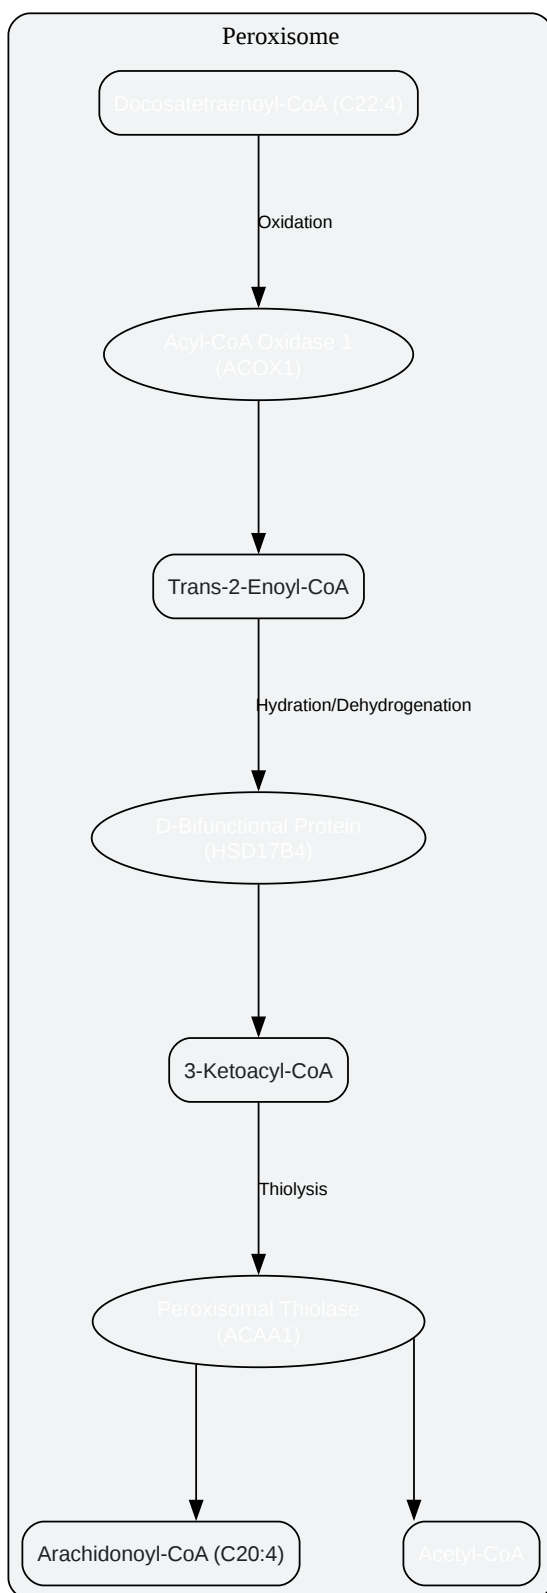 Peroxisome
Docosatetraenoyl-CoA (C22:4)
Oxidation
Acyl-CoA Oxidase 1
(ACOX1)
Trans-2-Enoyl-CoA
Hydration/Dehydrogenation
D-Bifunctional Protein
(HSD17B4)
3-Ketoacyl-CoA
Thiolysis
Peroxisomal Thiolase
(ACAA1)
Arachidonoyl-CoA (C20:4)
Acetyl-CoA